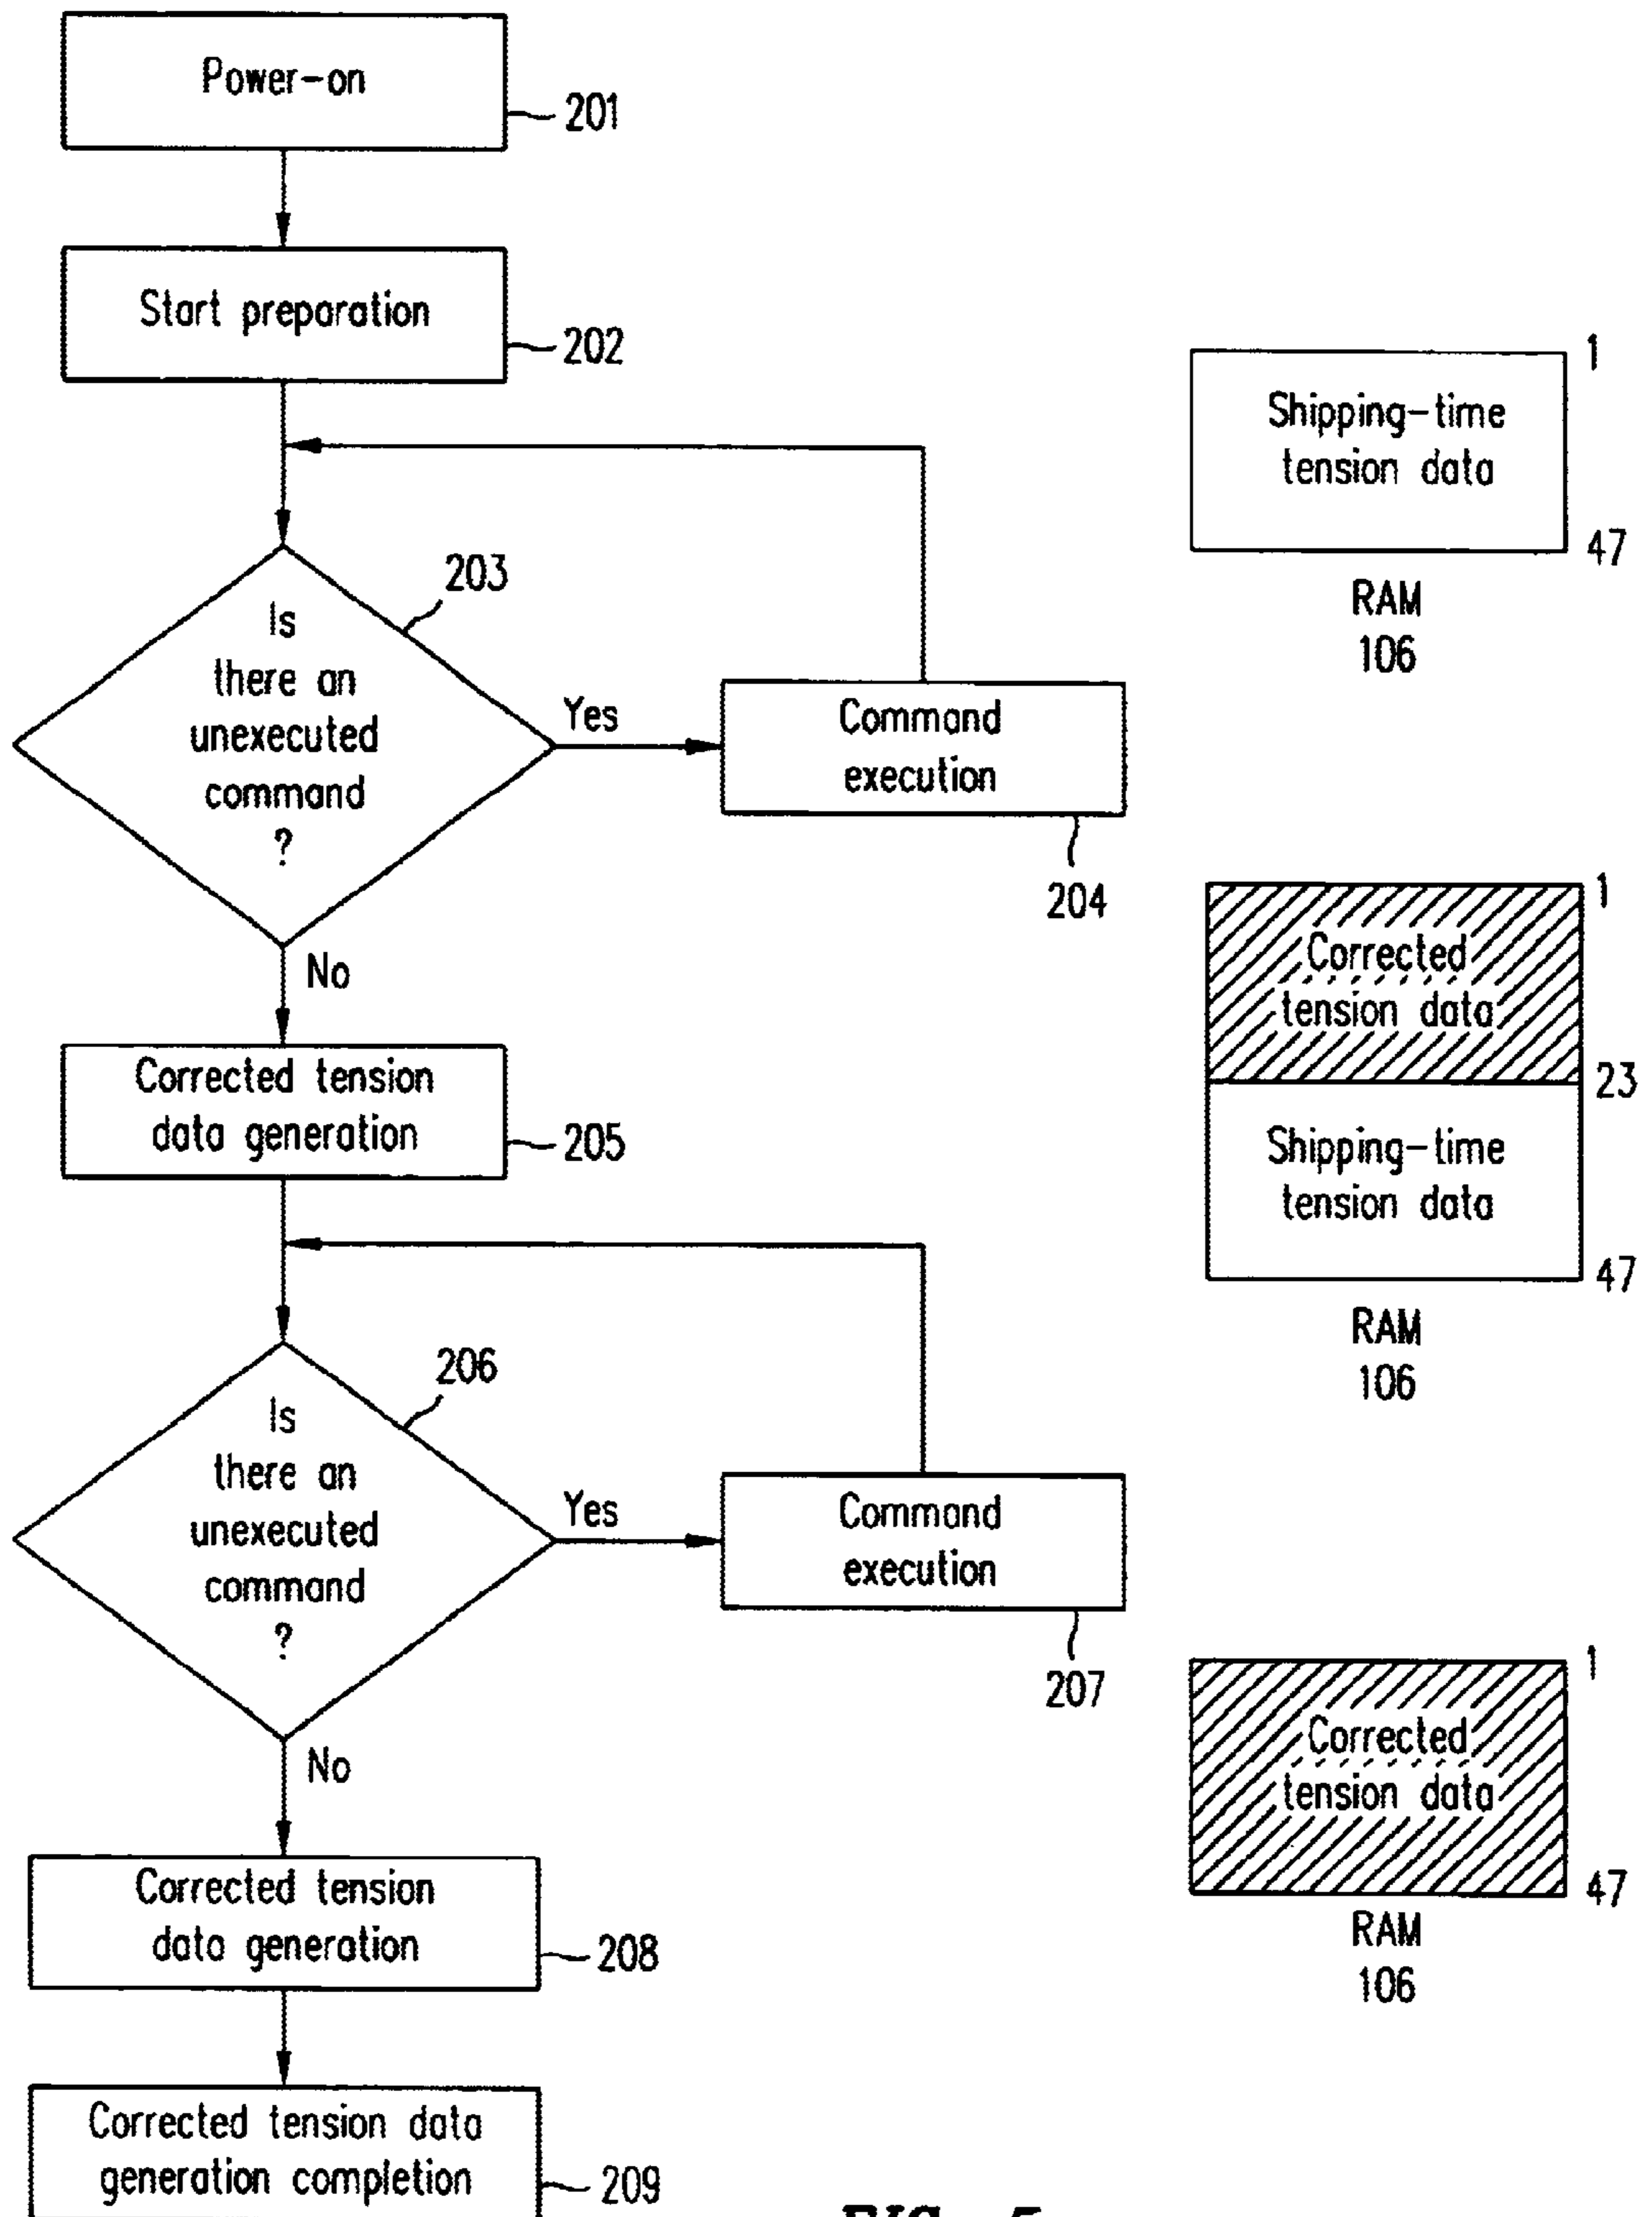 Power-on
201
Start preparation
202
1
Shipping-time
tension data
47
RAM
106
203
Is
there an
unexecuted
command
?
Yes
Command
execution
204
No
1
Corrected
tension data
23
Shipping-time
tension data
47
RAM
106
Corrected tension
data generation
205
206
Is
there an
unexecuted
command
?
Yes
Command
execution
207
No
1
Corrected
tension data
47
RAM
106
Corrected tension
data generation
208
Corrected tension data
generation completion
209